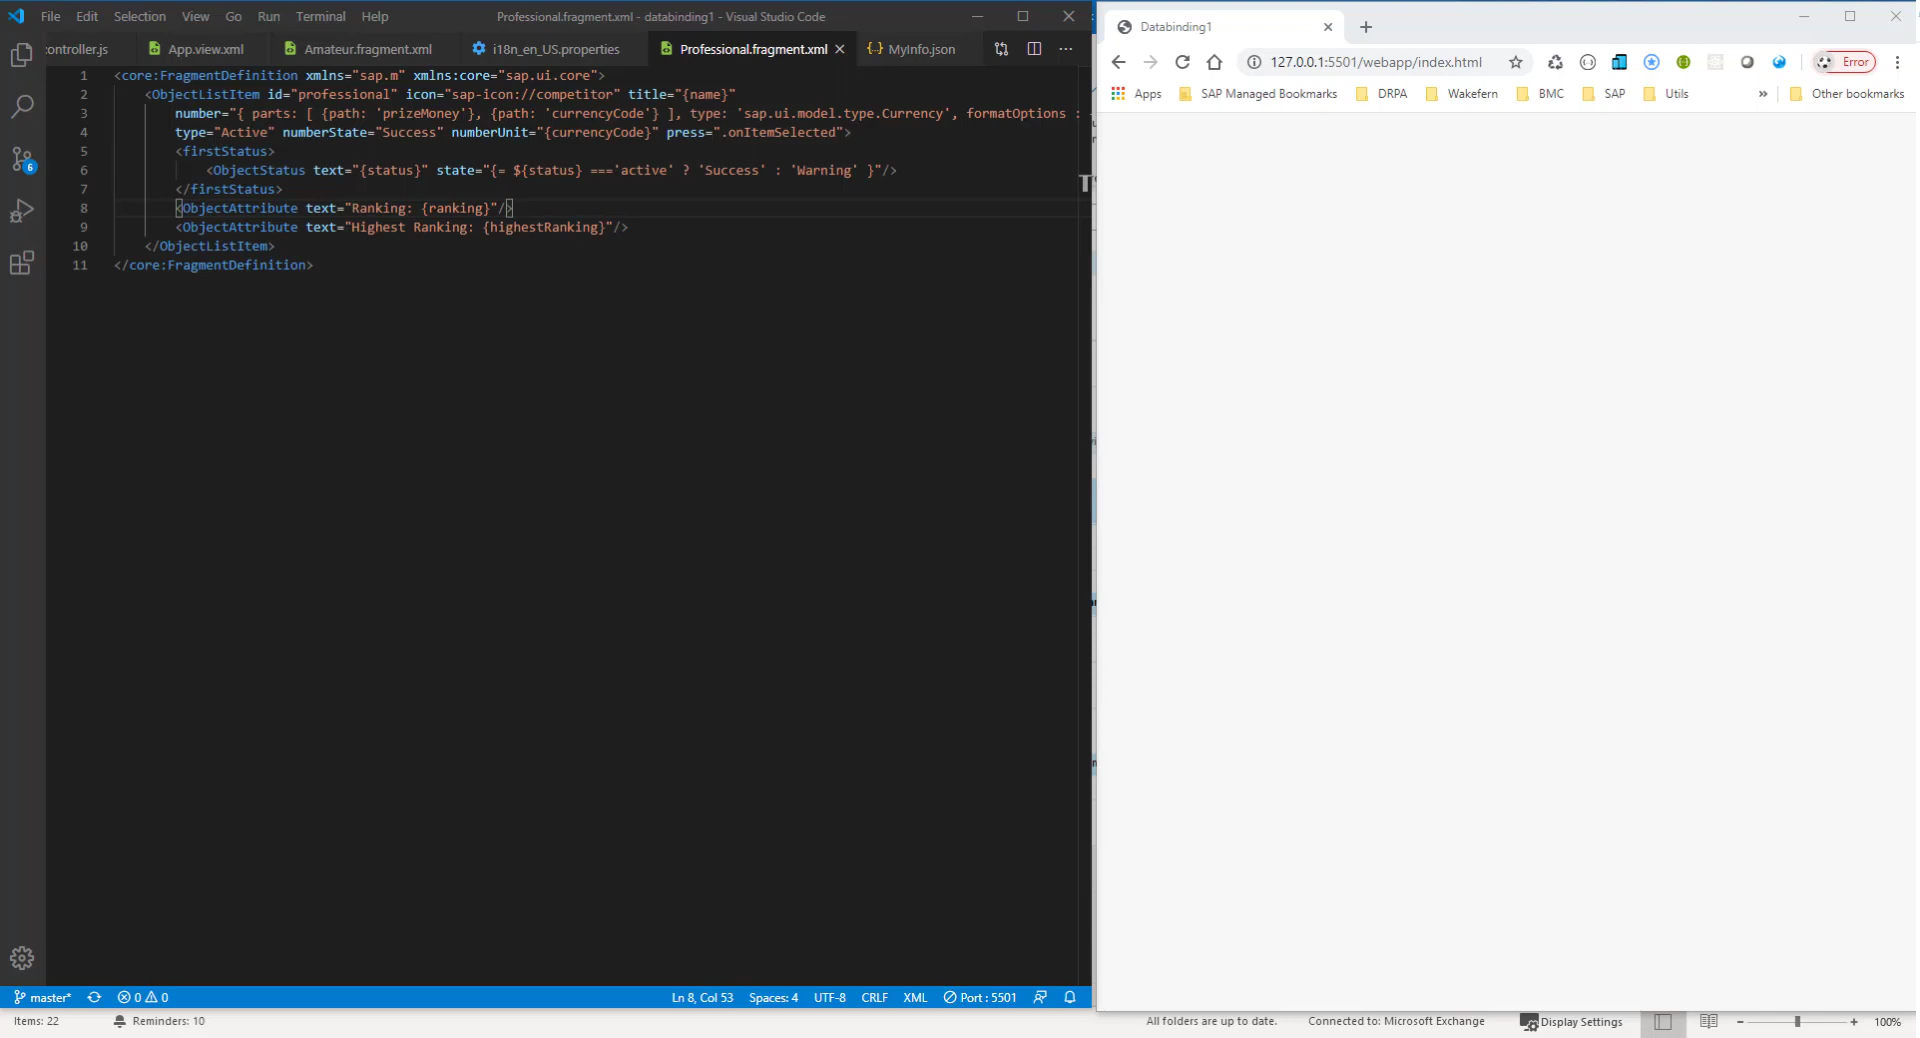 File Edit Selection View Go Run Terminal Help Professional.fragment.xml - databinding1 - Visual Studio Code
controller.js App.view.xml Amateur.fragment.xml i18n_en_US.properties Professional.fragment.xml MyInfo.json
1 <core:FragmentDefinition xmlns="sap.m" xmlns:core="sap.ui.core">
2 <ObjectListItem id="professional" icon="sap-icon://competitor" title="{name}"
3 number="{ parts: [ {path: 'prizeMoney'}, {path: 'currencyCode'} ], type: 'sap.ui.model.type.Currency', formatOptions :
4 type="Active" numberState="Success" numberUnit="{currencyCode}" press=".onItemSelected">
5 <firstStatus>
6 <ObjectStatus text="{status}" state="{= ${status} ==='active' ? 'Success' : 'Warning' }"/>
7 </firstStatus>
8 <ObjectAttribute text="Ranking: {ranking}"/>
9 <ObjectAttribute text="Highest Ranking: {highestRanking}"/>
10 </ObjectListItem>
11 </core:FragmentDefinition>
6
master* 0 0 Ln 8, Col 53 Spaces: 4 UTF-8 CRLF XML Port : 5501
Databinding1
127.0.0.1:5501/webapp/index.html Error
Apps SAP Managed Bookmarks DRPA Wakefern BMC SAP Utils » Other bookmarks
Items: 22 Reminders: 10 All folders are up to date. Connected to: Microsoft Exchange Display Settings 100%